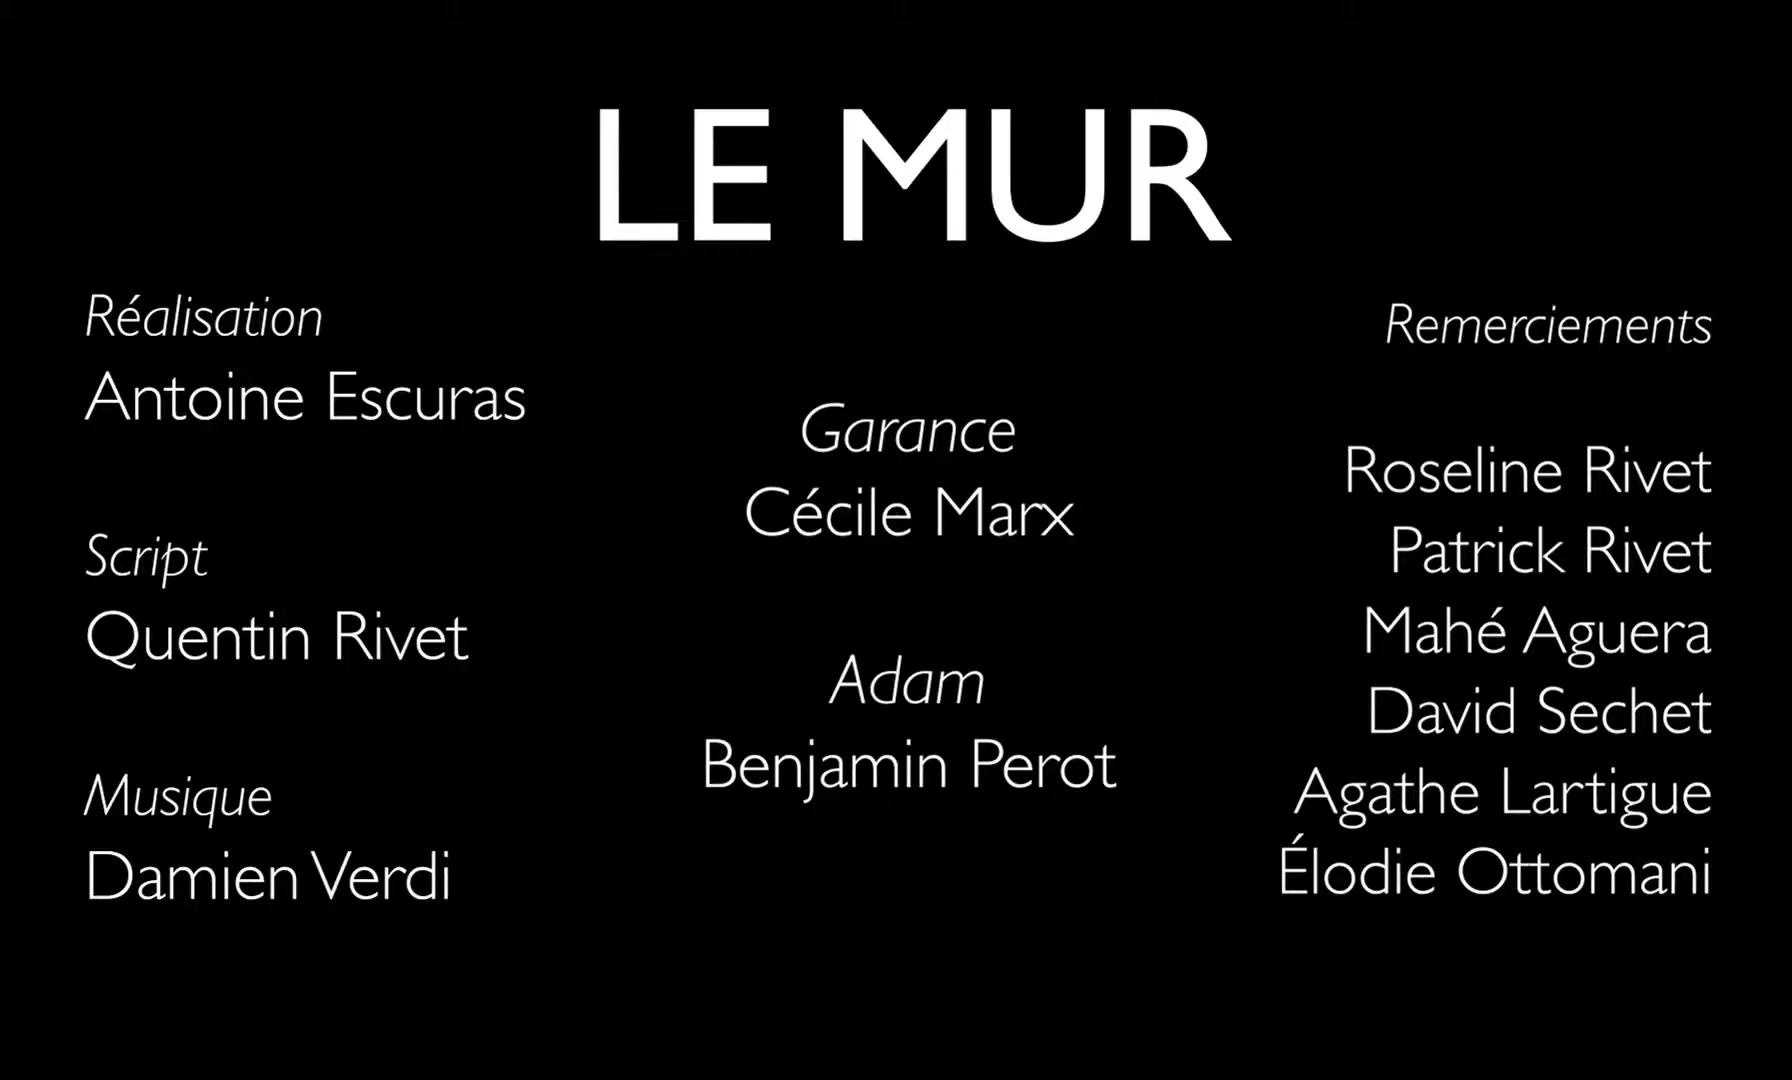 LE MUR
Réalisation
Antoine Escuras
Script
Quentin Rivet
Musique
Damien Verdi
Garance
Cécile Marx
Adam
Benjamin Perot
Remerciements
Roseline Rivet
Patrick Rivet
Mahé Aguera
David Sechet
Agathe Lartigue
Élodie Ottomani